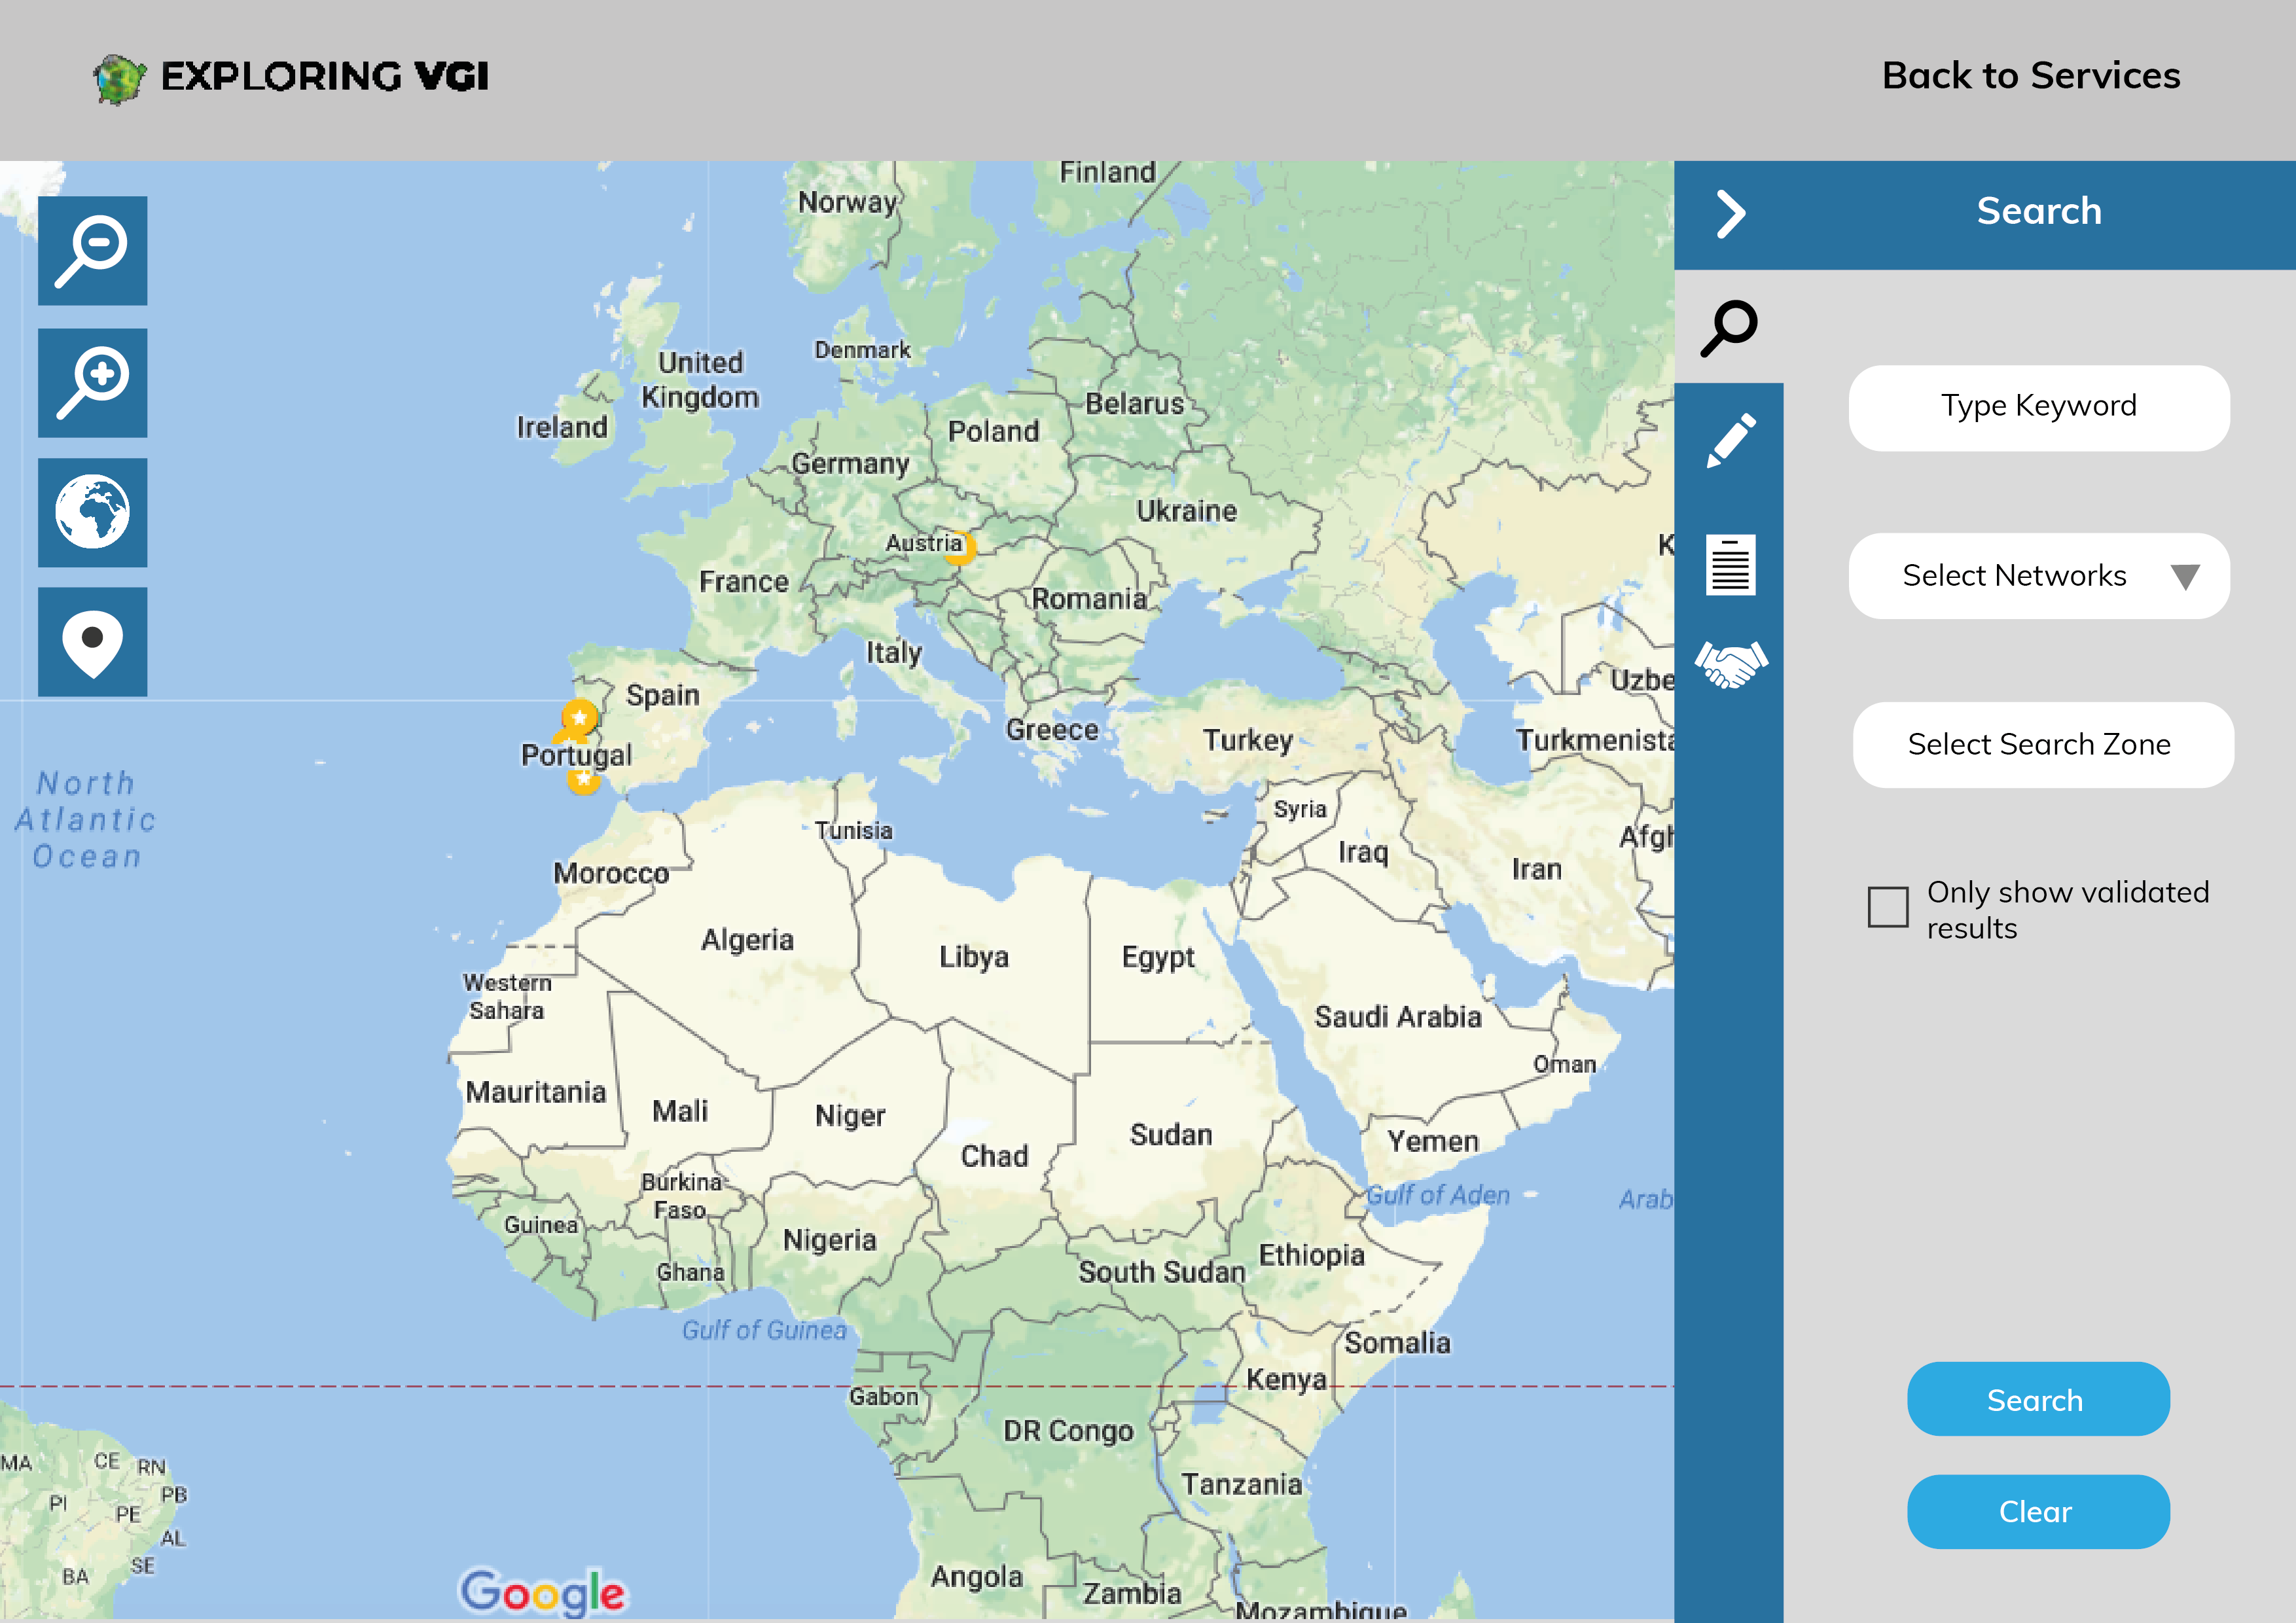 EXPLORING VGI
Back to Services
Search
Type Keyword
Select Networks
Select Search Zone
Only show validated
results
Search
Clear
Finland
Norway
Denmark
United
Kingdom
Ireland
Belarus
Poland
Germany
Ukraine
Austria
K
France
Romania
Italy
Uzbe
Spain
Greece
Turkey
Turkmenista
Portugal
North
Atlantic
Ocean
Syria
Tunisia
Afgh
Iraq
Iran
Morocco
Algeria
Libya
Egypt
Western
Sahara
Saudi Arabia
Oman
Mauritania
Mali
Niger
Sudan
Yemen
Chad
Burkina
Faso
Gulf of Aden
Arab
Guinea
Nigeria
Ethiopia
Ghana
South Sudan
Gulf of Guinea
Somalia
Kenya
Gabon
DR Congo
MA
CE
RN
Tanzania
PI
PB
PE
AL
SE
BA
Angola
Zambia
Google
Mozambique